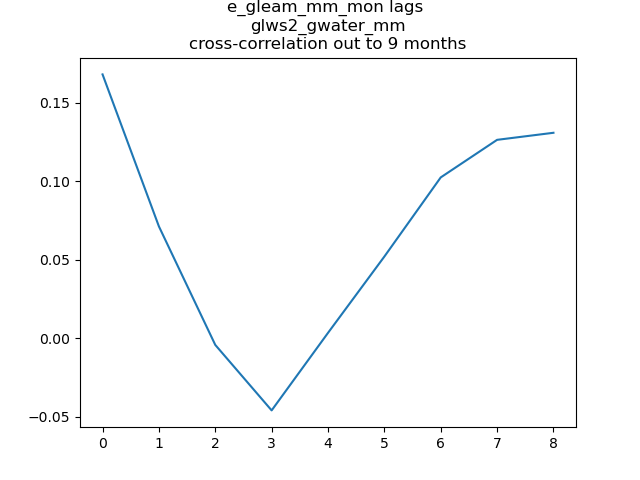 e_gleam_mm_mon lags
glws2_gwater_mm
cross-correlation out to 9 months
0.15
0.10
0.05
0.00
−0.05
0 1 2 3 4 5 6 7 8